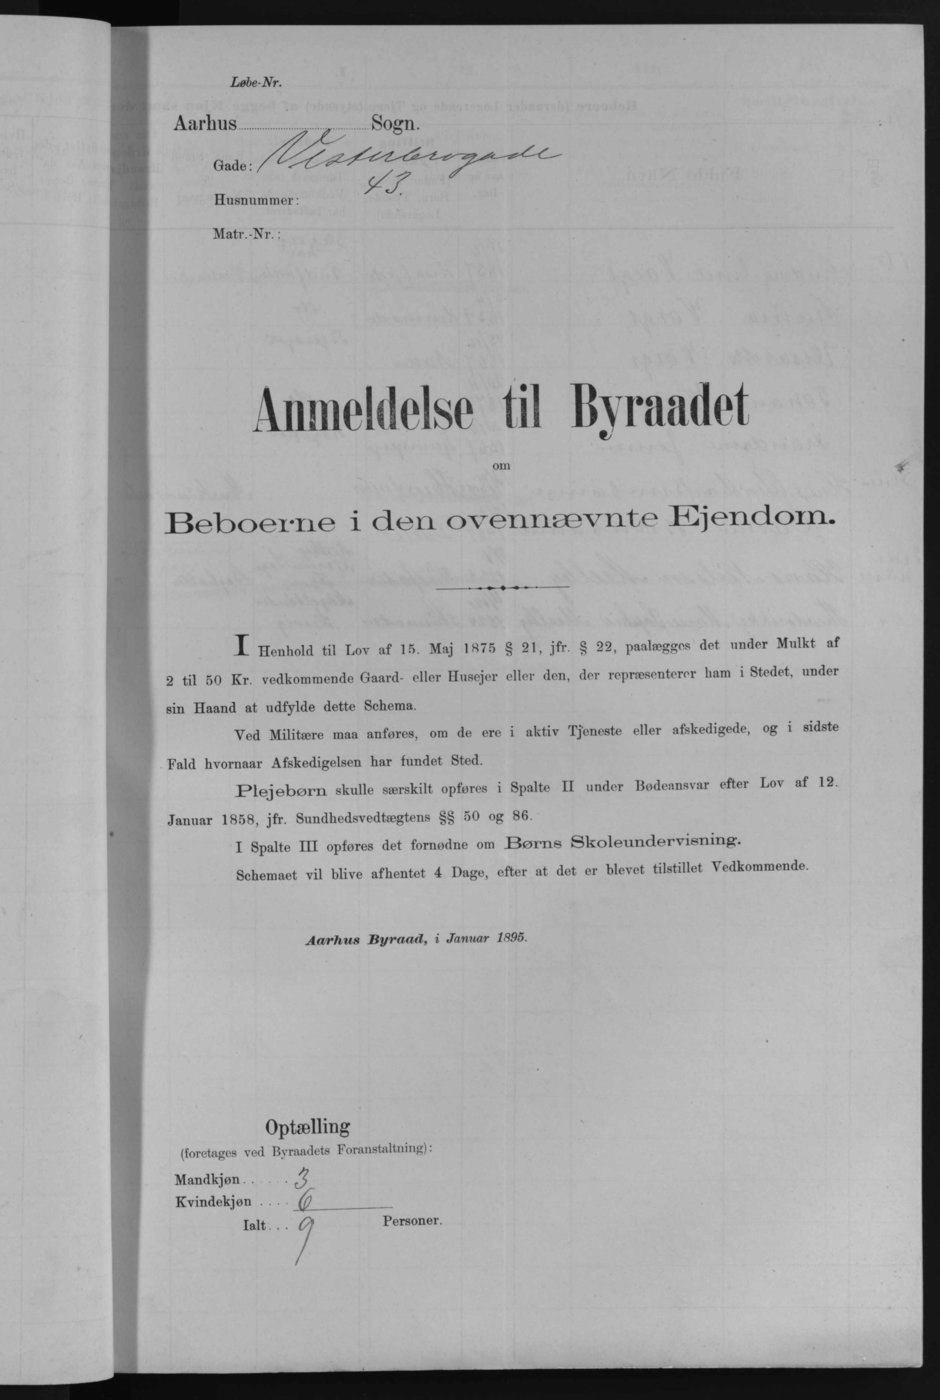 Løbe-Nr.
Aarhus Sogn.
Gade: Vesterbrogade
Husnummer: 43.
Matr.-Nr.:
Anmeldelse til Byraadet
om
Beboerne i den ovennævnte Ejendom.
I Henhold til Lov af 15. Maj 1875 § 21, jfr. § 22, paalægges det under Mulkt af
2 til 50 Kr. vedkommende Gaard- eller Husejer eller den, der repræsenterer ham i Stedet, under
sin Haand at udfylde dette Schema.
Ved Militære maa anføres, om de ere i aktiv Tjeneste eller afskedigede, og i sidste
Fald hvornaar Afskedigelsen har fundet Sted.
Plejebørn skulle særskilt opføres i Spalte II under Bødeansvar efter Lov af 12.
Januar 1858, jfr. Sundhedsvedtægtens §§ 50 og 86.
I Spalte III opføres det fornødne om Børns Skoleundervisning.
Schemaet vil blive afhentet 4 Dage, efter at det er blevet tilstillet Vedkommende.
Aarhus Byraad, i Januar 1895.
Optælling
(foretages ved Byraadets Foranstaltning):
Mandkjøn..... 3
Kvindekjøn .... 6
Ialt... 9 Personer.